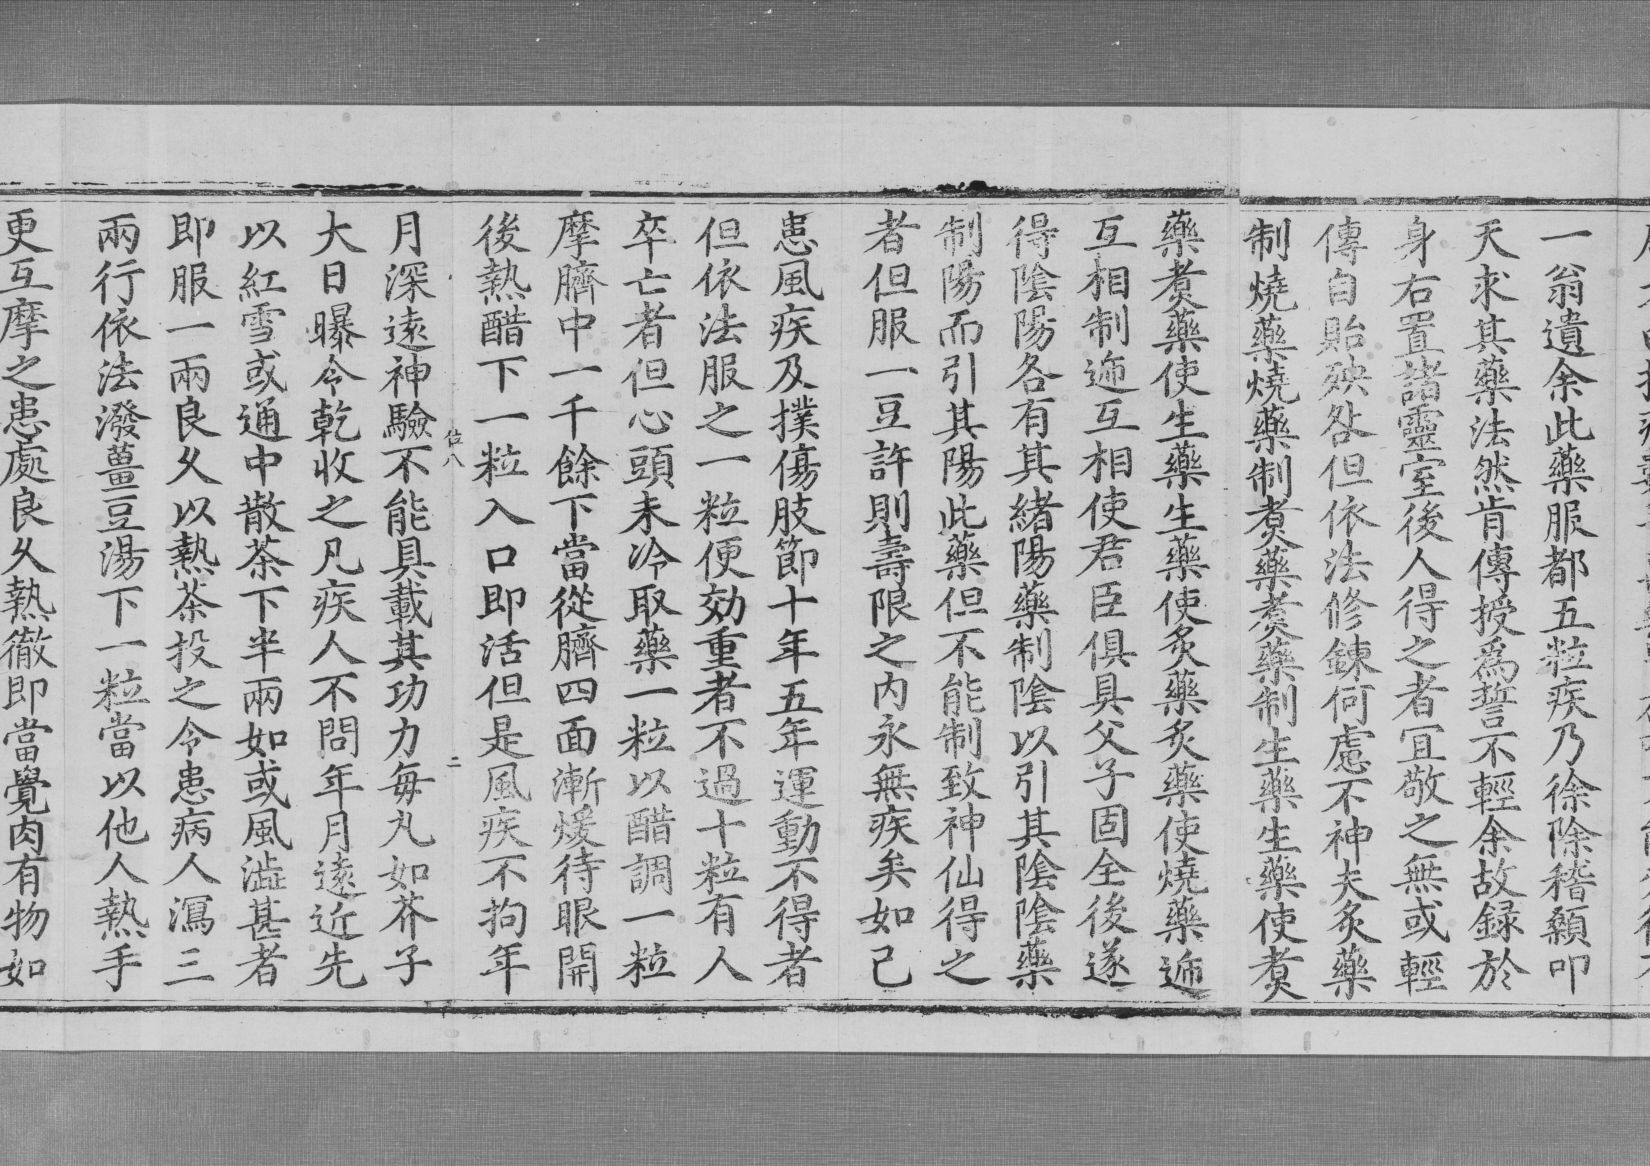 一翁遺余此藥服都五粒疾乃徐除稽顙叩
天求其藥法然肯傳授爲誓不輕余故録於
身右置諸靈室後人得之者冝敬之無或輕
傳自貽殃咎但依法修鍊何慮不神夫炙藥
制燒藥燒藥制煑藥煑藥制生藥生藥使煑
藥煑藥使生藥生藥使炙藥炙藥使燒藥遞
互相制遞互相使君臣俱具父子固全後遂
得陰陽各有其緒陽藥制陰以引其陰陰藥
制陽而引其陽此藥但不能制致神仙得之
者但服一豆許則壽限之内永無疾矣如己
患風疾及撲傷肢節十年五年運動不得者
但依法服之一粒便効重者不過十粒有人
卒亡者但心頭未冷取藥一粒以醋調一粒
摩臍中一千餘下當從臍四面漸煖待眼開
後熱醋下一粒入口即活但是風疾不拘年
位八 二
月深遠神驗不能具載其功力每丸如芥子
大日曝令乾收之凡疾人不問年月遠近先
以紅雪或通中散茶下半兩如或風澁甚者
即服一兩良久以熱茶投之令患病人瀉三
兩行依法潑薑豆湯下一粒當以他人熱手
更互摩之患處良久熱徹即當覺肉有物如